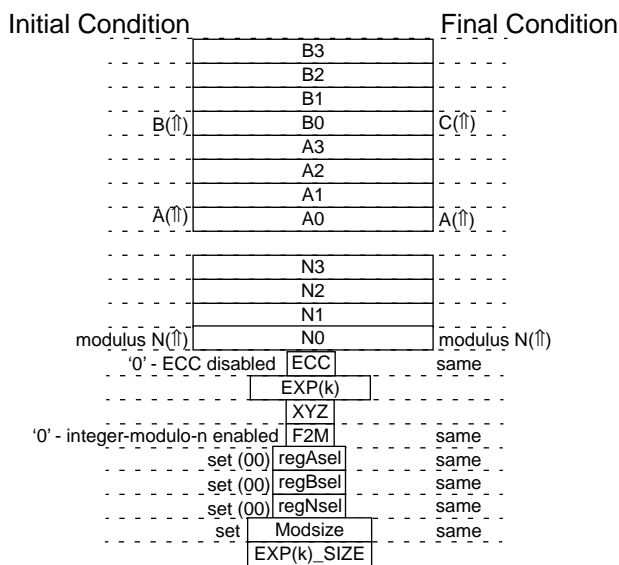 Initial Condition Final Condition
B3
B2
B1
B(⇑) B0 C(⇑)
A3
A2
A1
A(⇑) A0 A(⇑)
N3
N2
N1
modulus N(⇑) N0 modulus N(⇑)
‘0’ - ECC disabled ECC same
EXP(k)
XYZ
‘0’ - integer-modulo-n enabled F2M same
set (00) regAsel same
set (00) regBsel same
set (00) regNsel same
set Modsize same
EXP(k)_SIZE